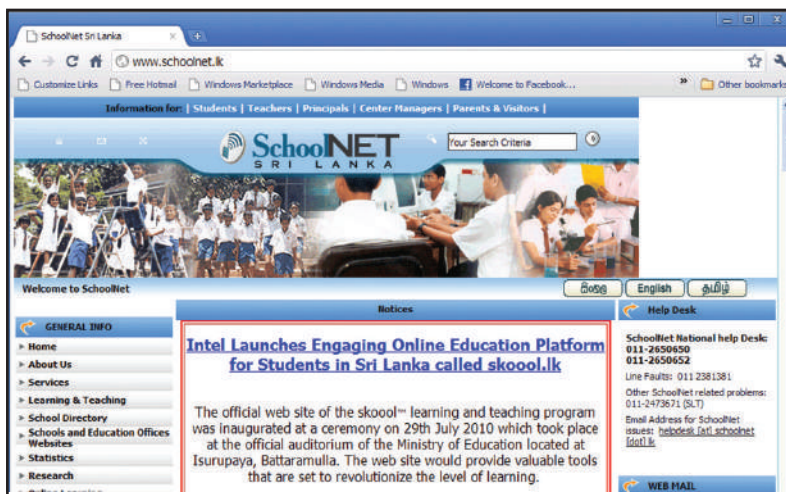 SchoolNet Sri Lanka
www.schoolnet.lk
Customize Links Free Hotmail Windows Marketplace Windows Media Windows Welcome to Facebook... » Other bookmarks
Information for: | Students | Teachers | Principals | Center Managers | Parents & Visitors |
SchoolNET
SRI LANKA
Your Search Criteria
Welcome to SchoolNet
සිංහල English தமிழ்
GENERAL INFO
Home
About Us
Services
Learning & Teaching
School Directory
Schools and Education Offices
Websites
Statistics
Research
Online Learning
Notices
Intel Launches Engaging Online Education Platform
for Students in Sri Lanka called skoool.lk
The official web site of the skoool™ learning and teaching program
was inaugurated at a ceremony on 29th July 2010 which took place
at the official auditorium of the Ministry of Education located at
Isurupaya, Battaramulla. The web site would provide valuable tools
that are set to revolutionize the level of learning.
Help Desk
SchoolNet National help Desk:
011-2650650
011-2650652
Line Faults: 011 2381381
Other SchoolNet related problems:
011-2473671 (SLT)
Email Address for SchoolNet
issues: helpdesk [at] schoolnet
[dot] lk
WEB MAIL